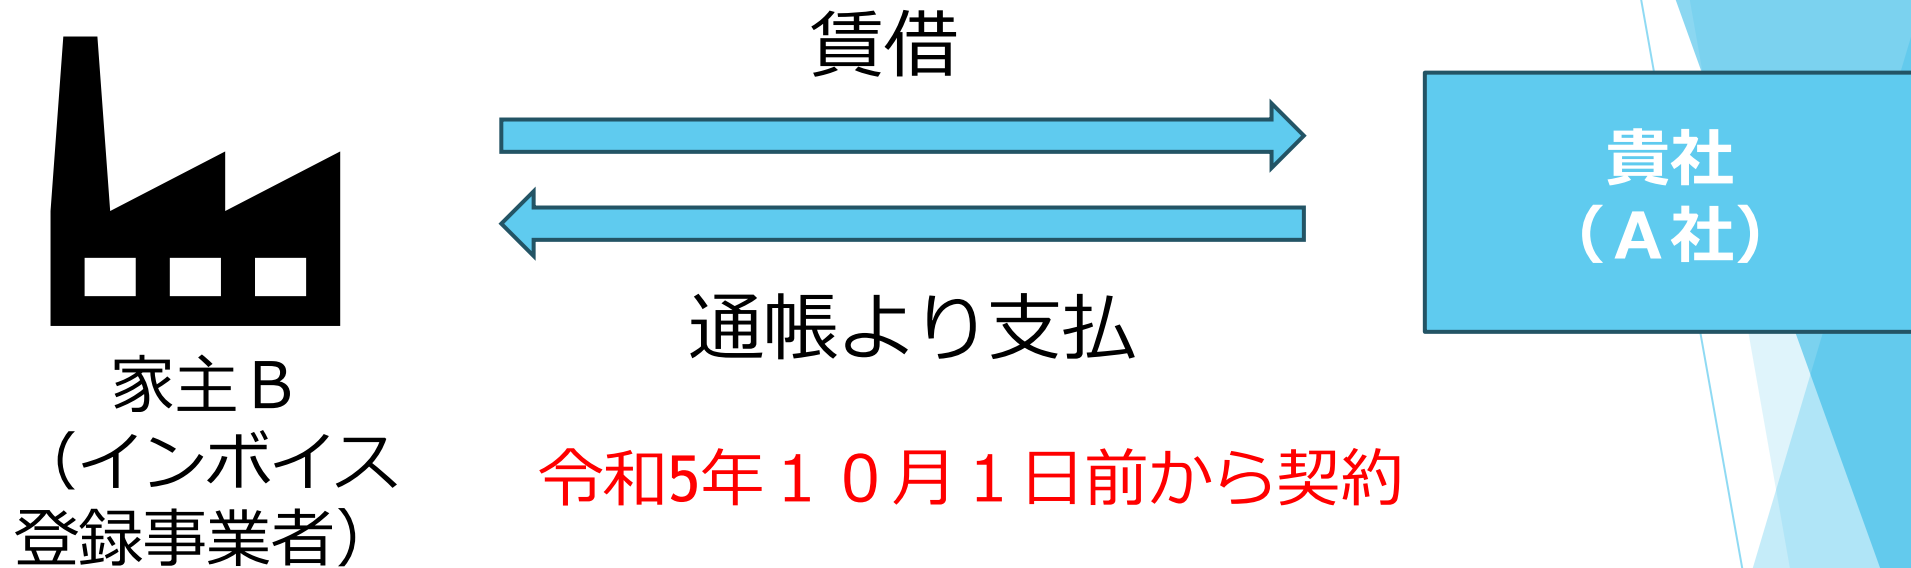 賃借
貴社
（Ａ社）
通帳より支払
家主Ｂ
（インボイス
登録事業者）
令和5年１０月１日前から契約